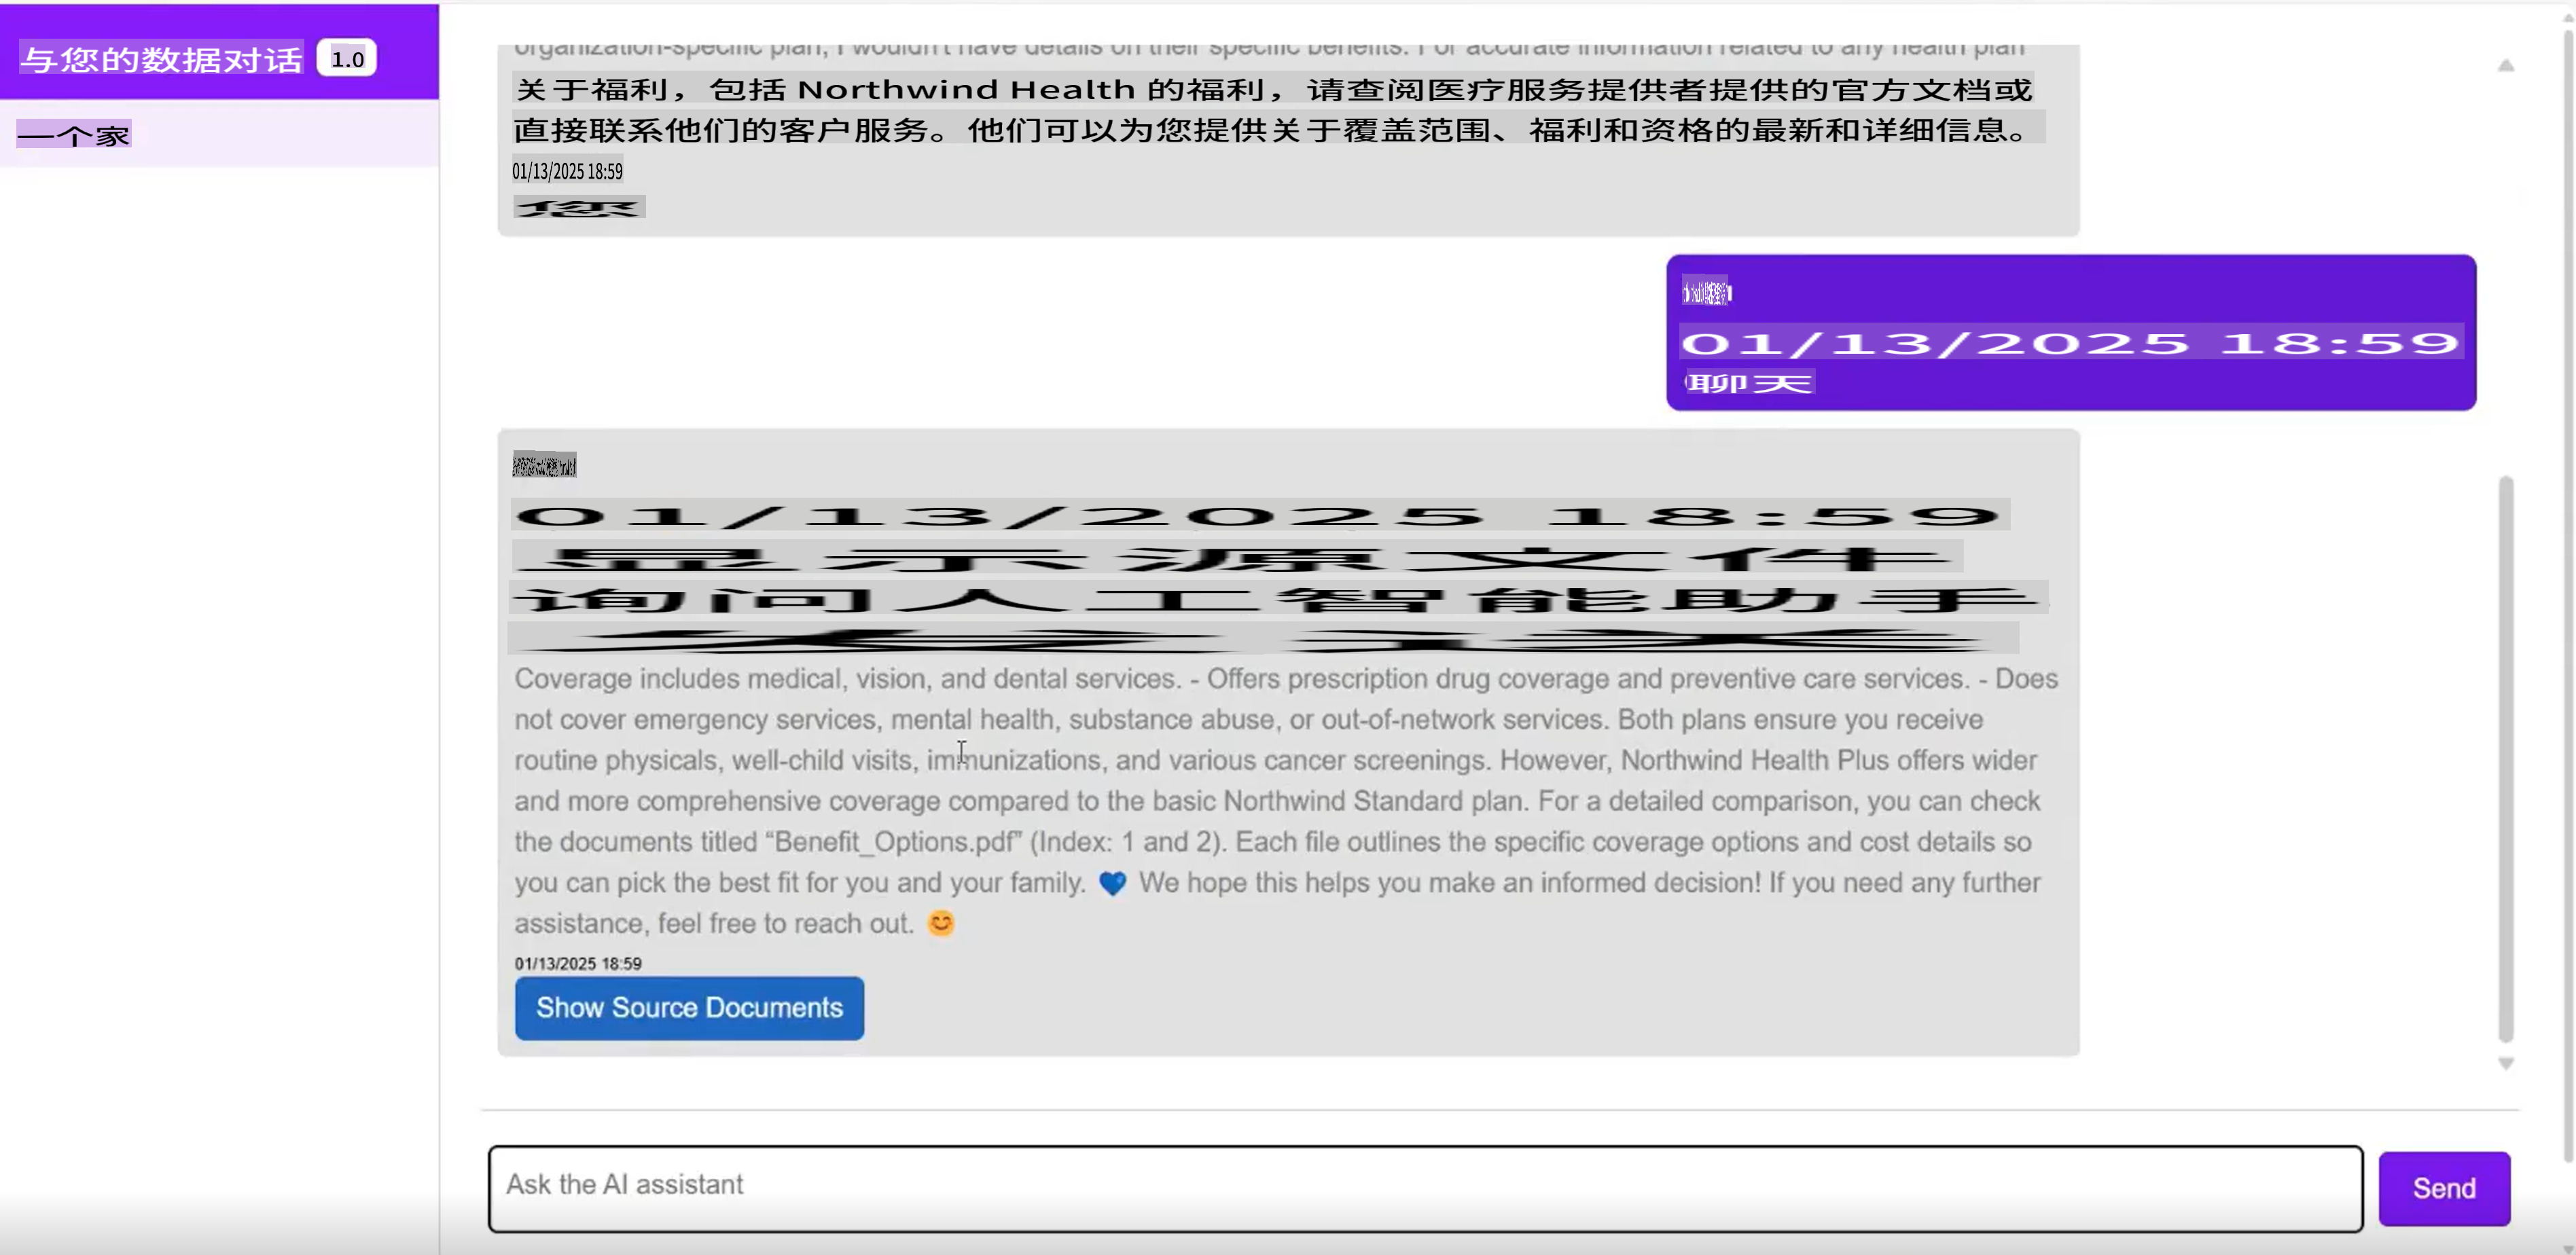 与您的数据对话 1.0
一个家
organization-specific plan, I wouldn't have details on their specific benefits. For accurate information related to any health plan
关于福利，包括 Northwind Health 的福利，请查阅医疗服务提供者提供的官方文档或
直接联系他们的客户服务。他们可以为您提供关于覆盖范围、福利和资格的最新和详细信息。
01/13/2025 18:59
您
01/13/2025 18:59
聊天
01/13/2025 18:59
显示源文件
询问人工智能助手
Coverage includes medical, vision, and dental services. - Offers prescription drug coverage and preventive care services. - Does
not cover emergency services, mental health, substance abuse, or out-of-network services. Both plans ensure you receive
routine physicals, well-child visits, immunizations, and various cancer screenings. However, Northwind Health Plus offers wider
and more comprehensive coverage compared to the basic Northwind Standard plan. For a detailed comparison, you can check
the documents titled “Benefit_Options.pdf” (Index: 1 and 2). Each file outlines the specific coverage options and cost details so
you can pick the best fit for you and your family. 💙 We hope this helps you make an informed decision! If you need any further
assistance, feel free to reach out. 😊
01/13/2025 18:59
Show Source Documents
Ask the AI assistant
Send